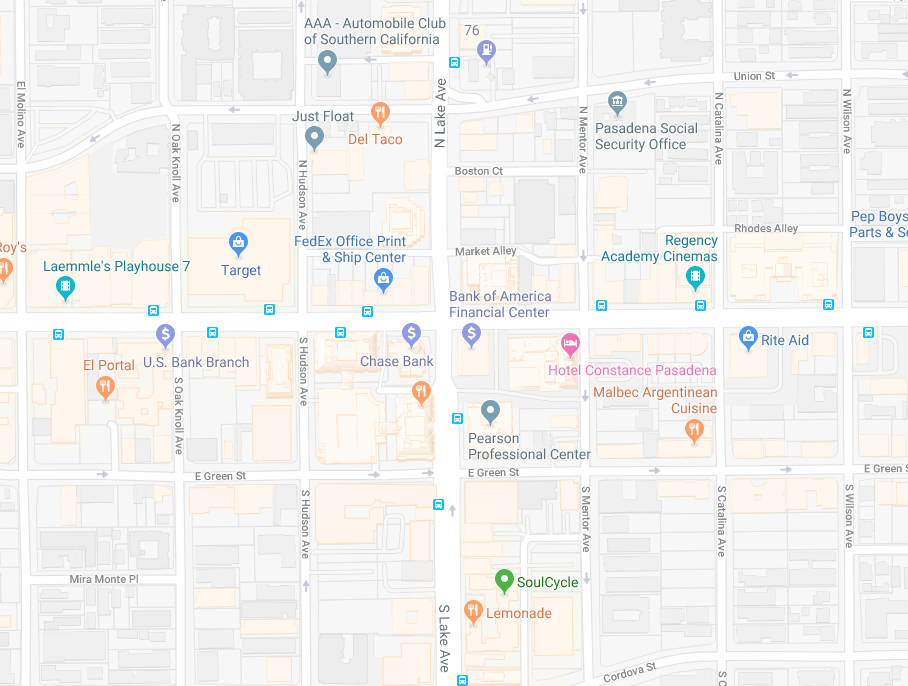 AAA - Automobile Club
of Southern California
76
Union St
El Molino Ave
N Lake Ave
Just Float
Del Taco
N Oak Knoll Ave
N Hudson Ave
N Mentor Ave
N Catalina Ave
N Wilson Ave
Pasadena Social
Security Office
Boston Ct
Roy's
Laemmle's Playhouse 7
Target
FedEx Office Print
& Ship Center
Market Alley
Regency
Academy Cinemas
Rhodes Alley
Pep Boys
Parts & Se
Bank of America
Financial Center
El Portal
U.S. Bank Branch
S Oak Knoll Ave
S Hudson Ave
Chase Bank
Hotel Constance Pasadena
Rite Aid
Malbec Argentinean
Cuisine
Pearson
Professional Center
E Green St
E Green St
E Green S
S Hudson Ave
S Mentor Ave
S Catalina Ave
S Wilson Ave
Mira Monte Pl
SoulCycle
Lemonade
S Lake Ave
Cordova St
S C